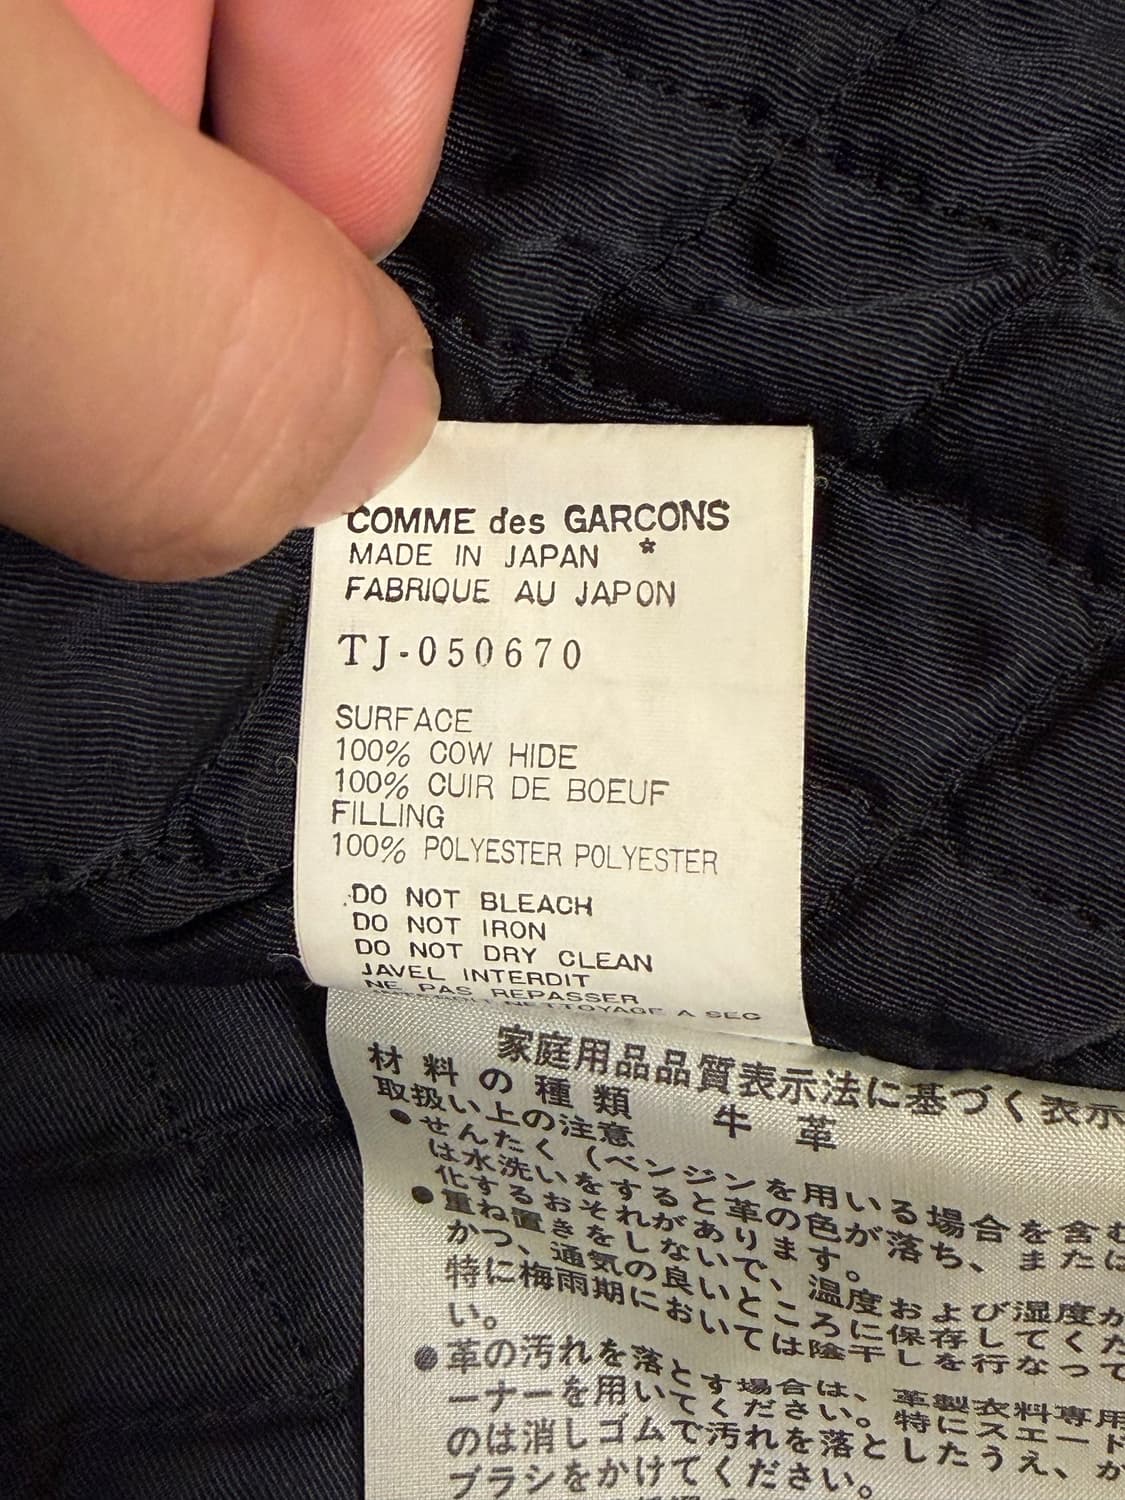 COMME des GARCONS
MADE IN JAPAN *
FABRIQUE AU JAPON
TJ-050670
SURFACE
100% COW HIDE
100% CUIR DE BOEUF
FILLING
100% POLYESTER POLYESTER
DO NOT BLEACH
DO NOT IRON
DO NOT DRY CLEAN
JAVEL INTERDIT
NE PAS REPASSER
NETTOYAGE A SEC
家庭用品品質表示法に基づく表示
材料の種類 牛革
取扱い上の注意
●せんたく（ベンジンを用いる場合を含む
は水洗いをすると革の色が落ち、または
化するおそれがあります。
●重ね置きをしないで、温度および湿度が
かつ、通気の良いところに保存してくだ
特に梅雨期においては陰干しを行なって
い。
●革の汚れを落とす場合は、革製衣料専用
ーナーを用いてください。特にスエード
のは消しゴムで汚れを落としたうえ、か
ブラシをかけてください。